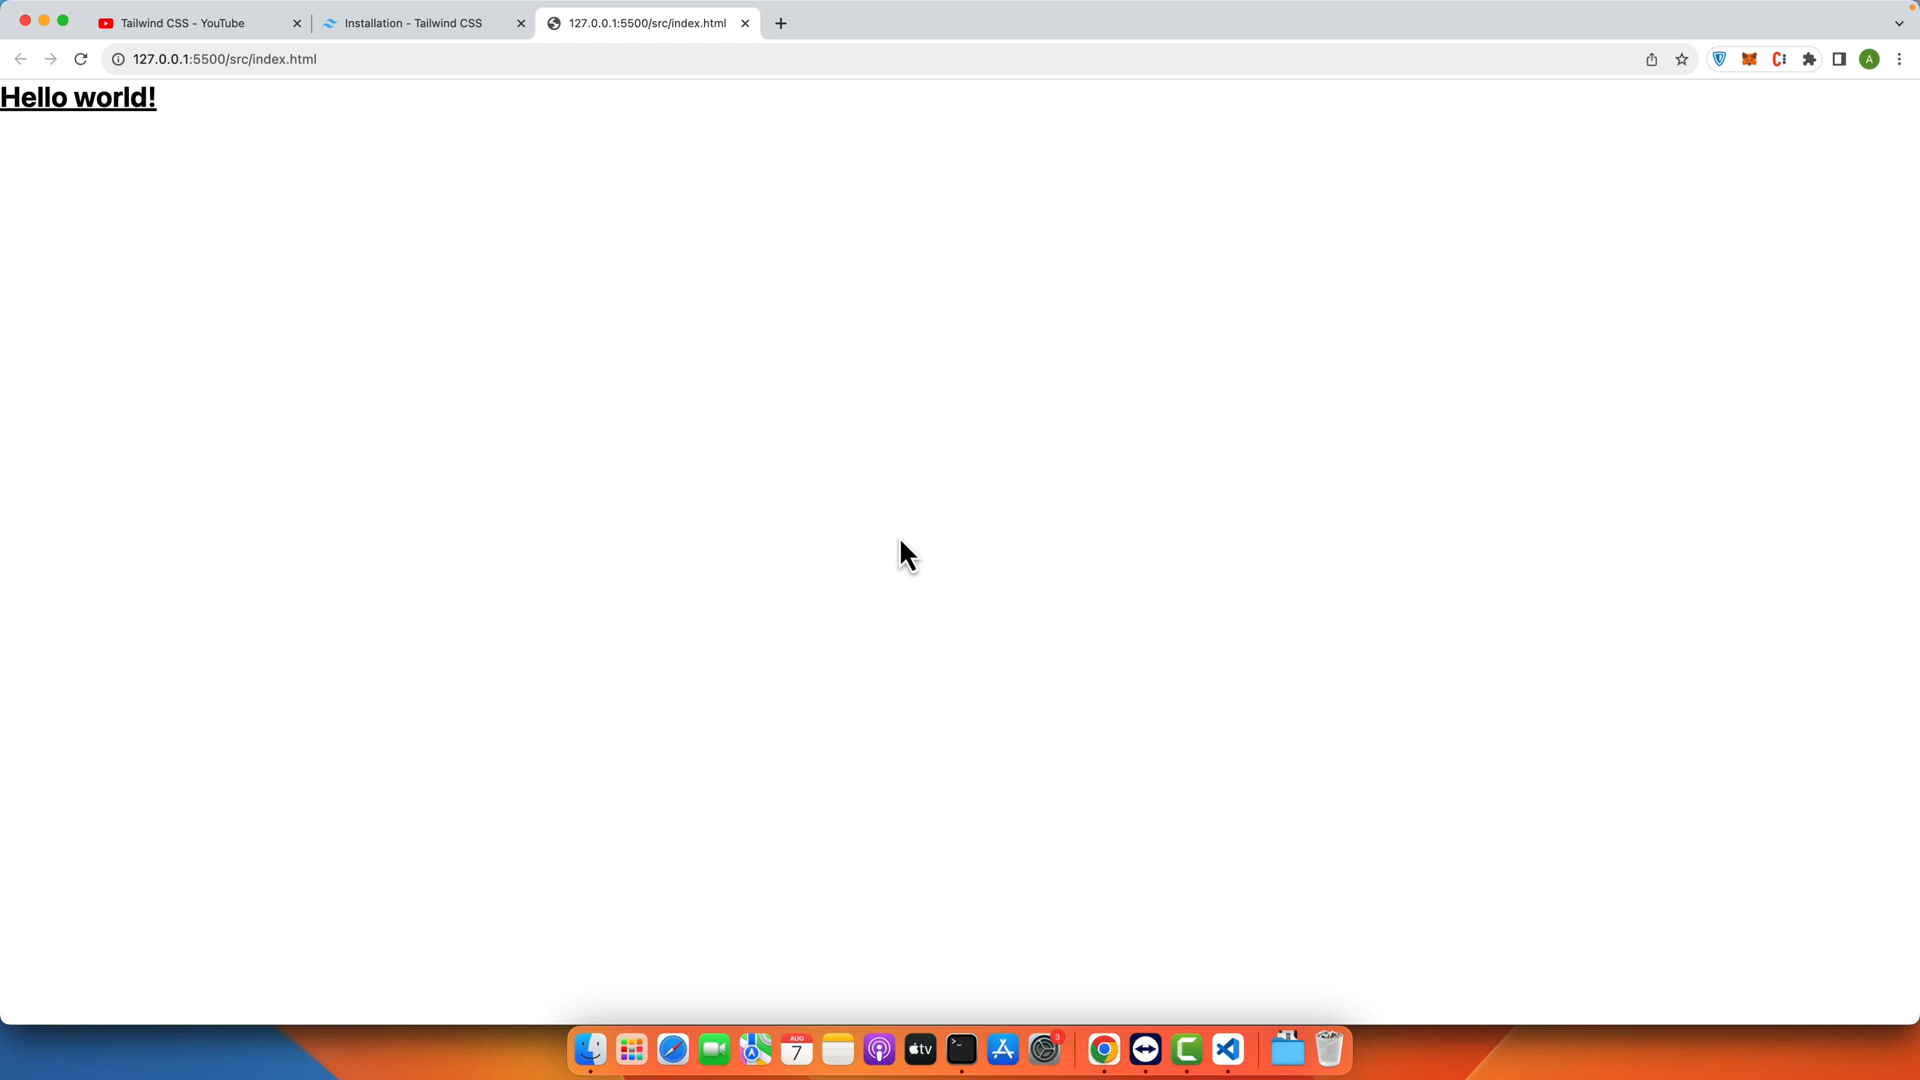 Tailwind CSS - YouTube
Installation - Tailwind CSS
127.0.0.1:5500/src/index.html
127.0.0.1:5500/src/index.html
A
Hello world!
AUG
7
tv
>_
3